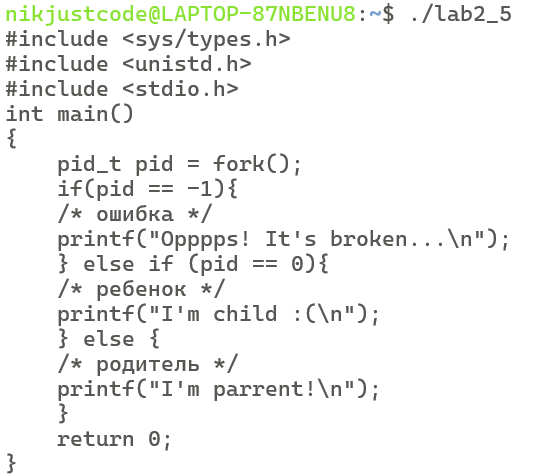 nikjustcode@LAPTOP-87NBENU8:~$ ./lab2_5
#include <sys/types.h>
#include <unistd.h>
#include <stdio.h>
int main()
{
    pid_t pid = fork();
    if(pid == -1){
    /* ошибка */
    printf("Opppps! It's broken...\n");
    } else if (pid == 0){
    /* ребенок */
    printf("I'm child :(\n");
    } else {
    /* родитель */
    printf("I'm parrent!\n");
    }
    return 0;
}